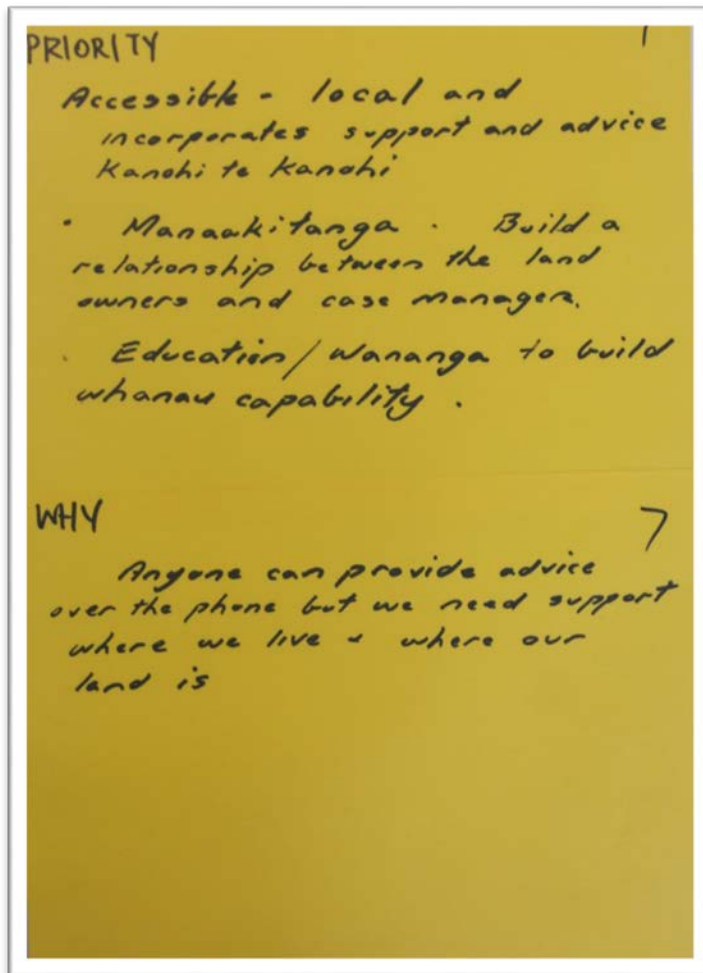 PRIORITY
Accessible - local and
incorporates support and advice
Kanohi te Kanohi
· Manaakitanga . Build a
relationship between the land
owners and case manager.
· Education/Wananga to build
whanau capability.
WHY 7
Anyone can provide advice
over the phone but we need support
where we live & where our
land is